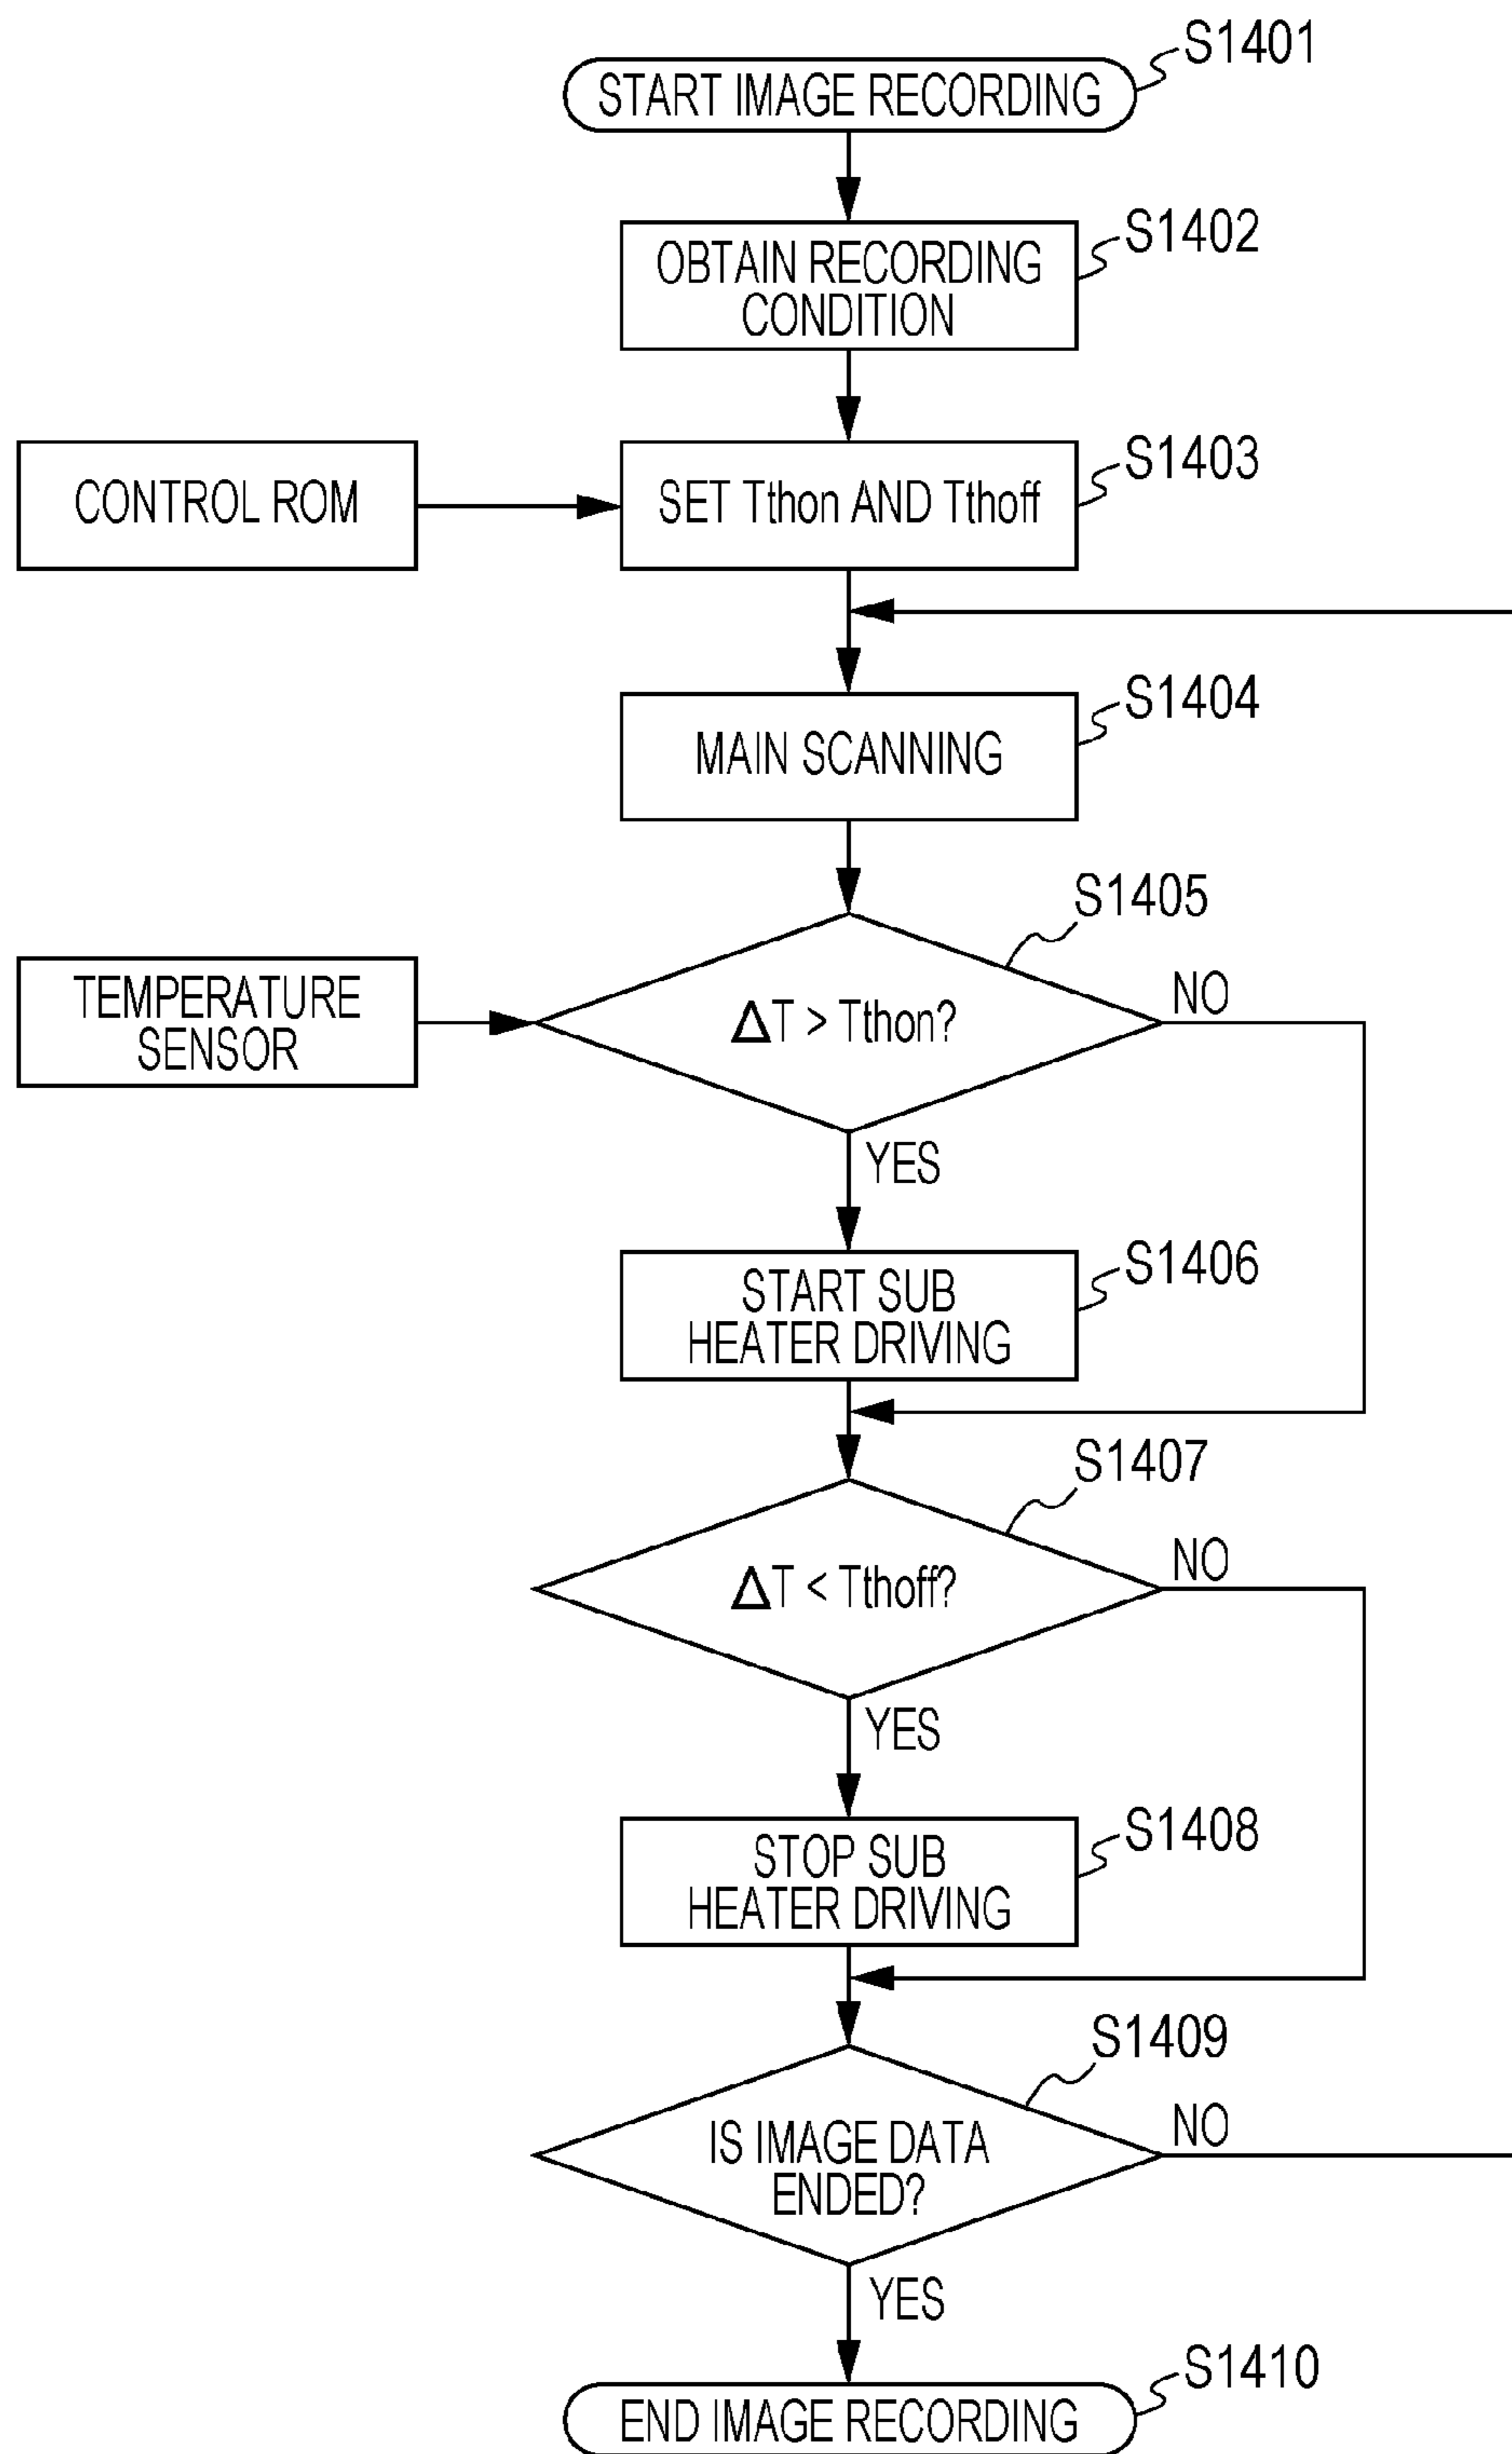 S1401
START IMAGE RECORDING
S1402
OBTAIN RECORDING
CONDITION
S1403
CONTROL ROM
SET Tthon AND Tthoff
S1404
MAIN SCANNING
S1405
TEMPERATURE
SENSOR
ΔT > Tthon?
NO
YES
S1406
START SUB
HEATER DRIVING
S1407
ΔT < Tthoff?
NO
YES
S1408
STOP SUB
HEATER DRIVING
S1409
IS IMAGE DATA
ENDED?
NO
YES
S1410
END IMAGE RECORDING